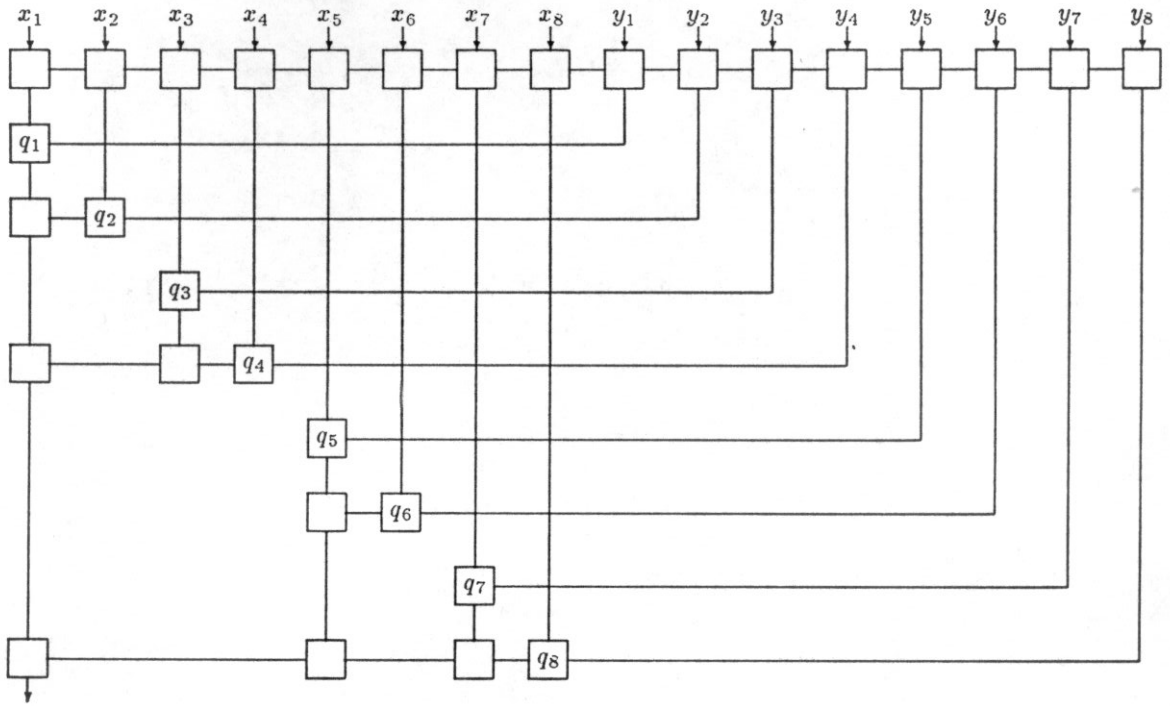 x₁ x₂ x₃ x₄ x₅ x₆ x₇ x₈ y₁ y₂ y₃ y₄ y₅ y₆ y₇ y₈
q₁
q₂
q₃
q₄
q₅
q₆
q₇
q₈